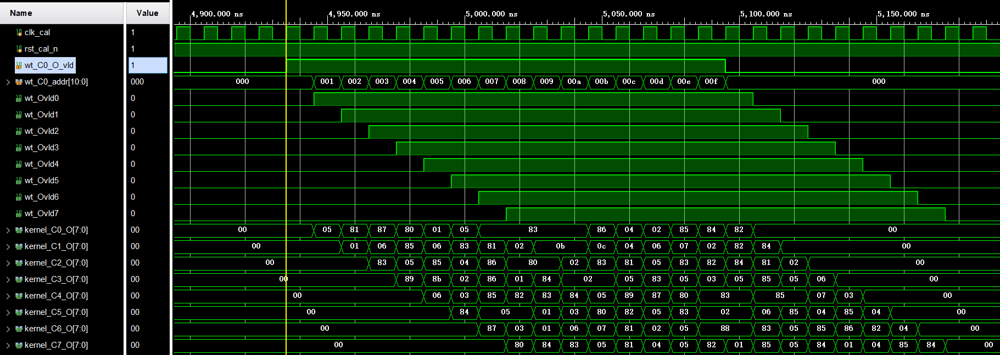 Name Value 4,900.000 ns 4,950.000 ns 5,000.000 ns 5,050.000 ns 5,100.000 ns 5,150.000 ns
clk_cal 1
rst_cal_n 1
wt_C0_O_vld 1
wt_C0_addr[10:0] 000 000 001 002 003 004 005 006 007 008 009 00a 00b 00c 00d 00e 00f 000
wt_Ovld0 0
wt_Ovld1 0
wt_Ovld2 0
wt_Ovld3 0
wt_Ovld4 0
wt_Ovld5 0
wt_Ovld6 0
wt_Ovld7 0
kernel_C0_O[7:0] 00 00 05 81 87 80 01 05 83 86 04 02 85 84 82 00
kernel_C1_O[7:0] 00 00 01 06 85 06 83 81 02 0b 0c 04 06 07 02 82 84 00
kernel_C2_O[7:0] 00 00 83 05 85 04 86 80 02 83 81 05 83 82 84 81 02 00
kernel_C3_O[7:0] 00 00 89 8b 02 86 01 84 02 05 83 05 03 05 85 05 06 00
kernel_C4_O[7:0] 00 00 06 03 85 82 83 84 05 89 87 80 83 85 07 03 00
kernel_C5_O[7:0] 00 00 84 05 01 03 80 82 05 83 02 06 85 04 85 04 00
kernel_C6_O[7:0] 00 00 87 03 01 06 07 81 02 05 88 83 05 85 86 82 04 00
kernel_C7_O[7:0] 00 00 80 84 83 05 81 04 05 82 01 85 05 84 01 04 85 84 00